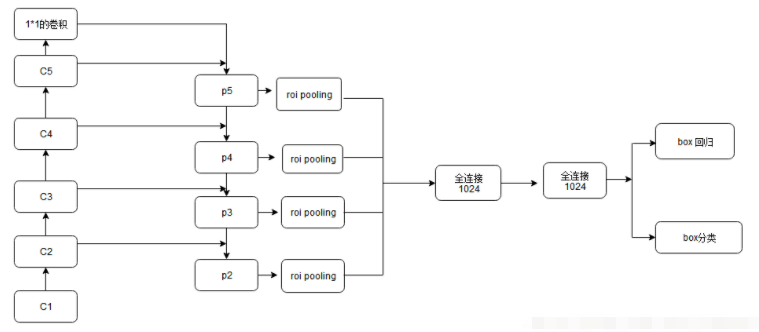 1*1的卷积
C5
C4
C3
C2
C1
p5
p4
p3
p2
roi pooling
roi pooling
roi pooling
roi pooling
全连接
1024
全连接
1024
box 回归
box分类